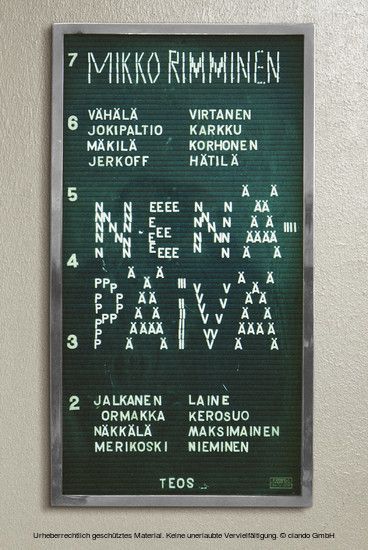 7 MIKKO RIMMINEN
6 VÄHÄLÄ VIRTANEN
JOKIPALTIO KARKKU
MÄKILÄ KORHONEN
JERKOFF HÄTILÄ
5
NENÄ-
4
PÄIVÄ
3
2 JALKANEN LAINE
ORMAKKA KEROSUO
NÄKKÄLÄ MAKSIMAINEN
MERIKOSKI NIEMINEN
TEOS
Urheberrechtlich geschütztes Material. Keine unerlaubte Vervielfältigung. © ciando GmbH